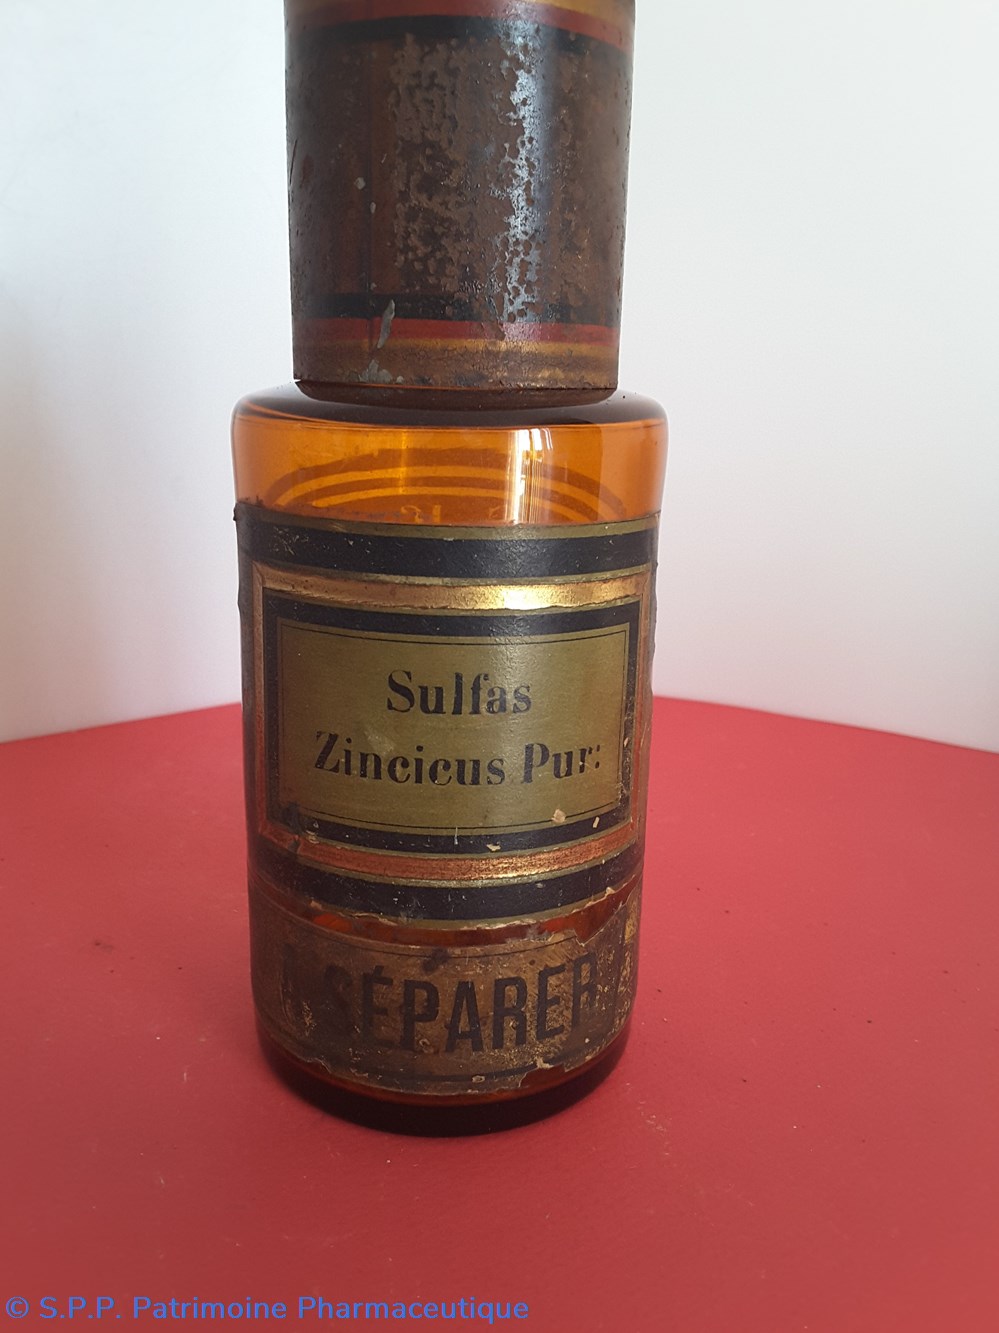 Sulfas
Zincicus Pur:
A SÉPARER
© S.P.P. Patrimoine Pharmaceutique